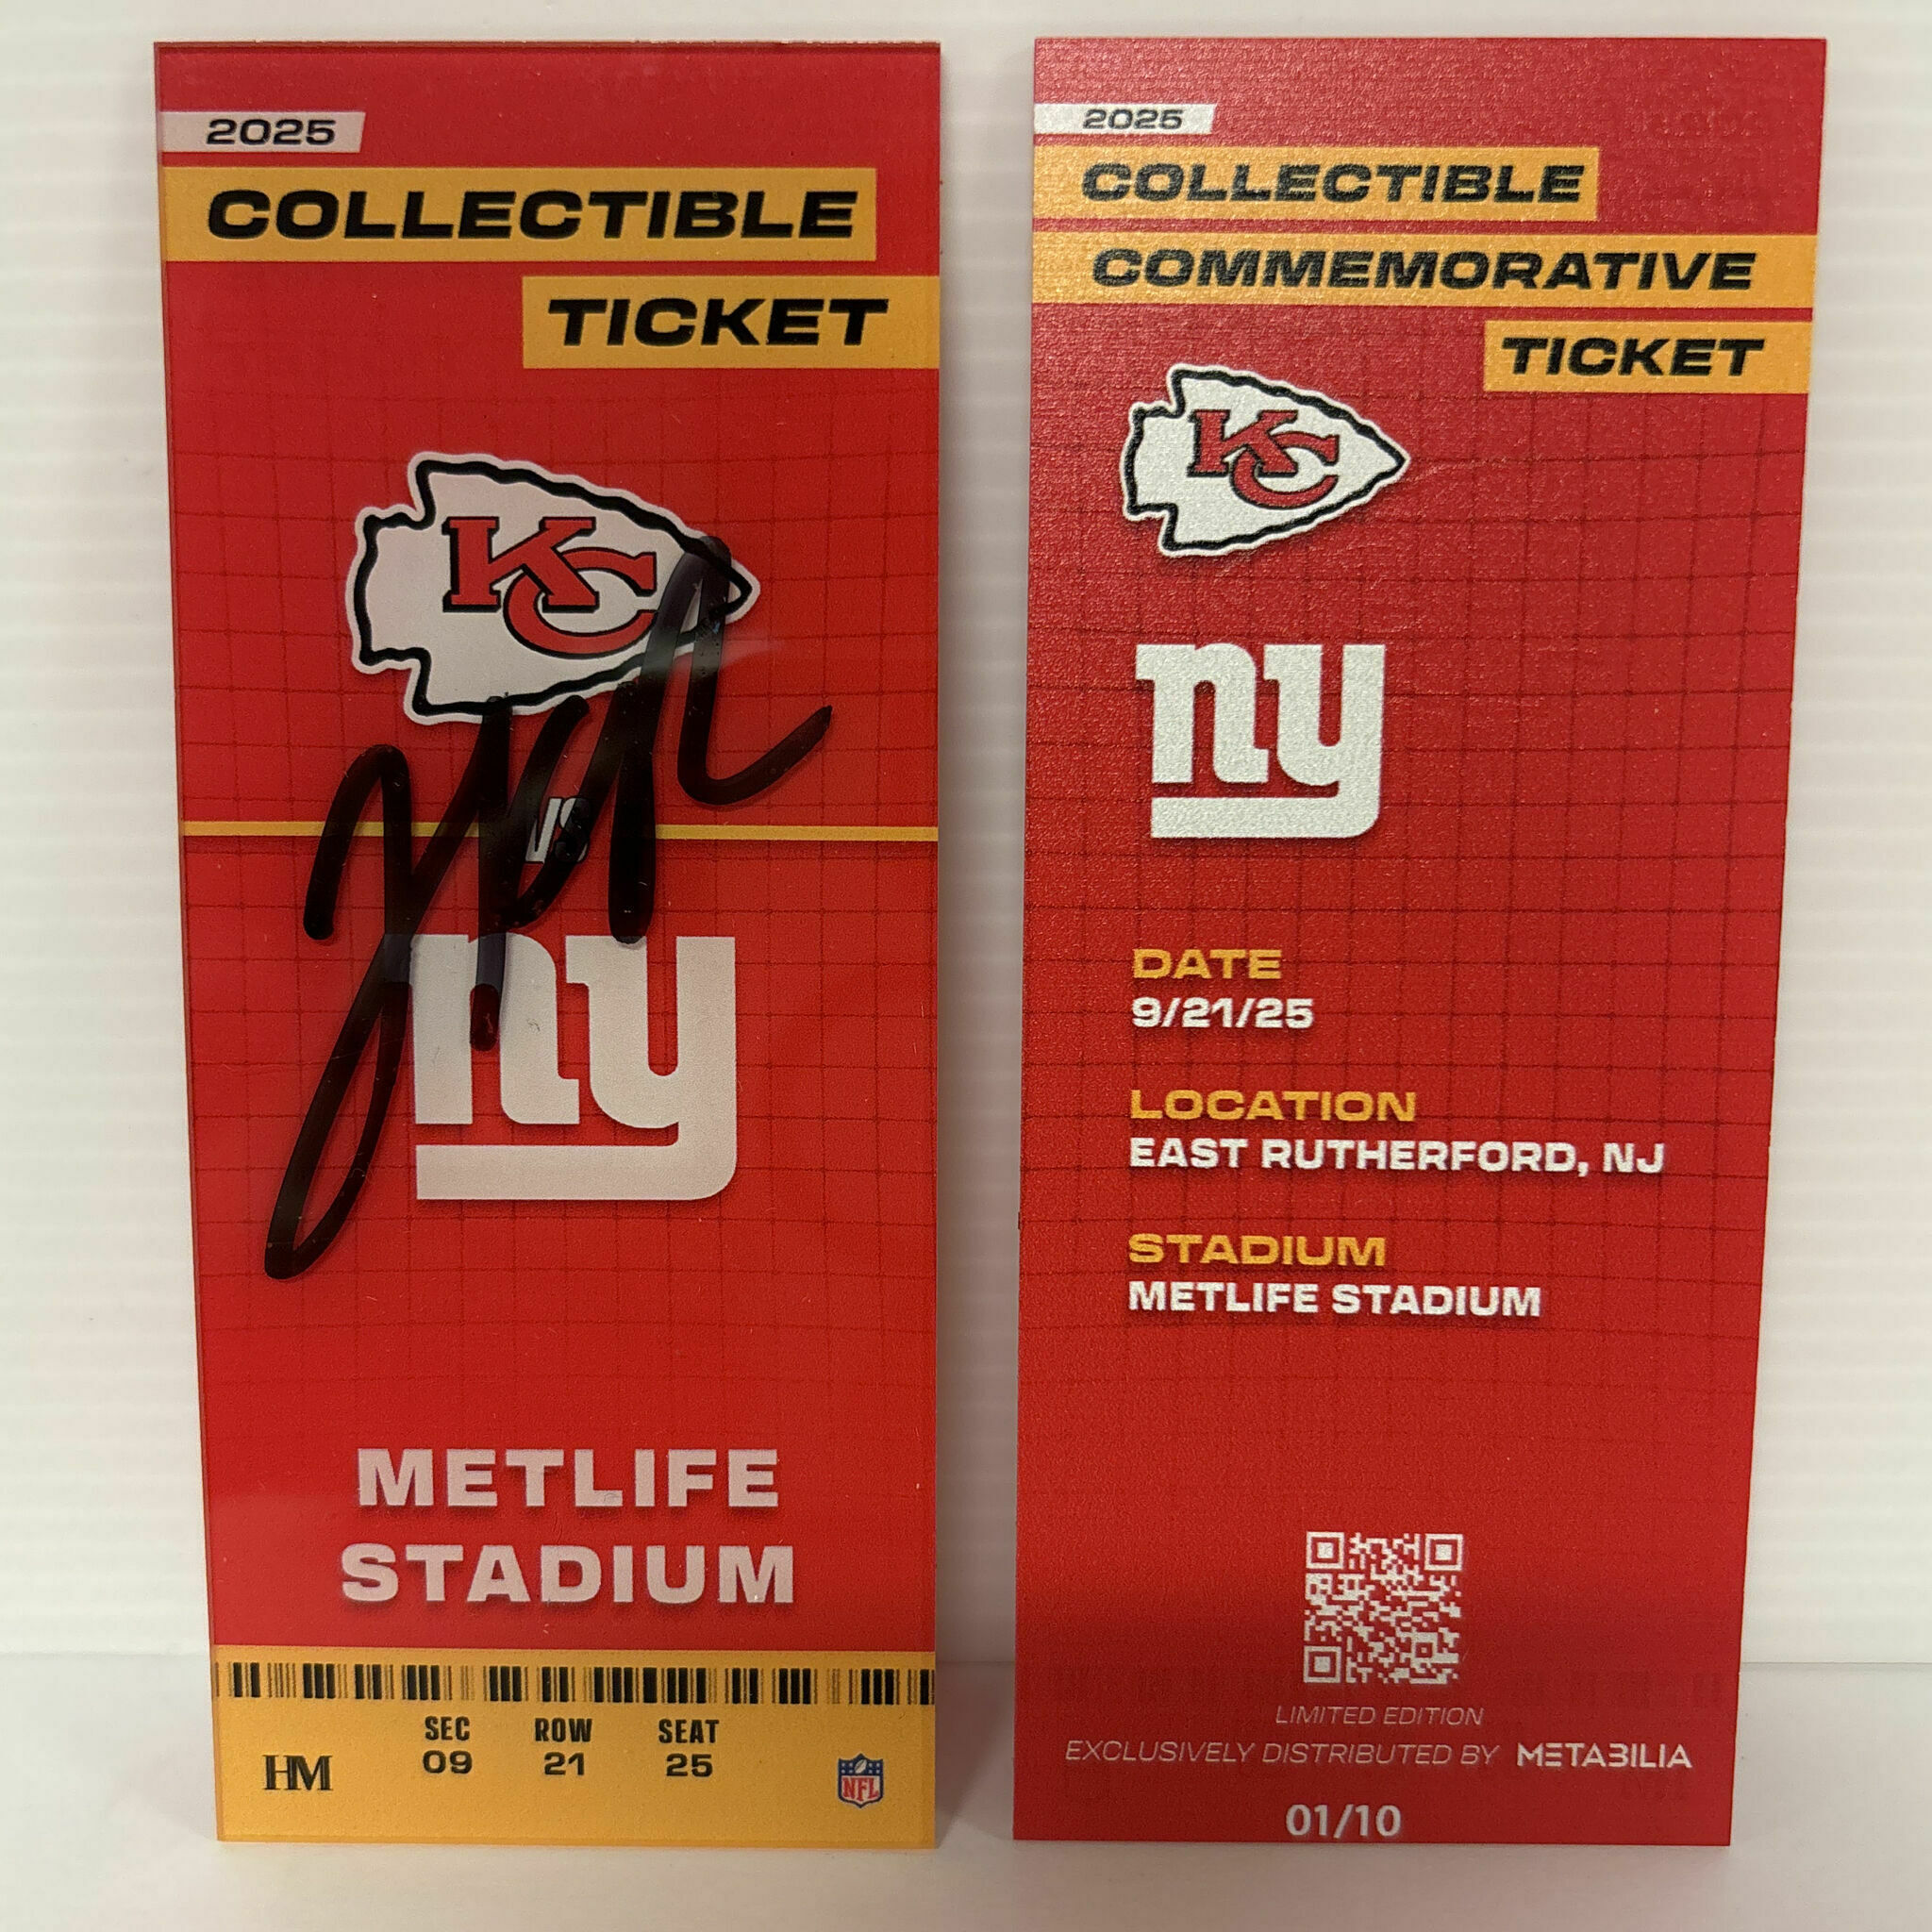 2025
COLLECTIBLE
TICKET
KC
VS
ny
METLIFE
STADIUM
SEC ROW SEAT
09 21 25
HM
NFL
2025
COLLECTIBLE
COMMEMORATIVE
TICKET
KC
ny
DATE
9/21/25
LOCATION
EAST RUTHERFORD, NJ
STADIUM
METLIFE STADIUM
LIMITED EDITION
EXCLUSIVELY DISTRIBUTED BY METABILIA
01/10